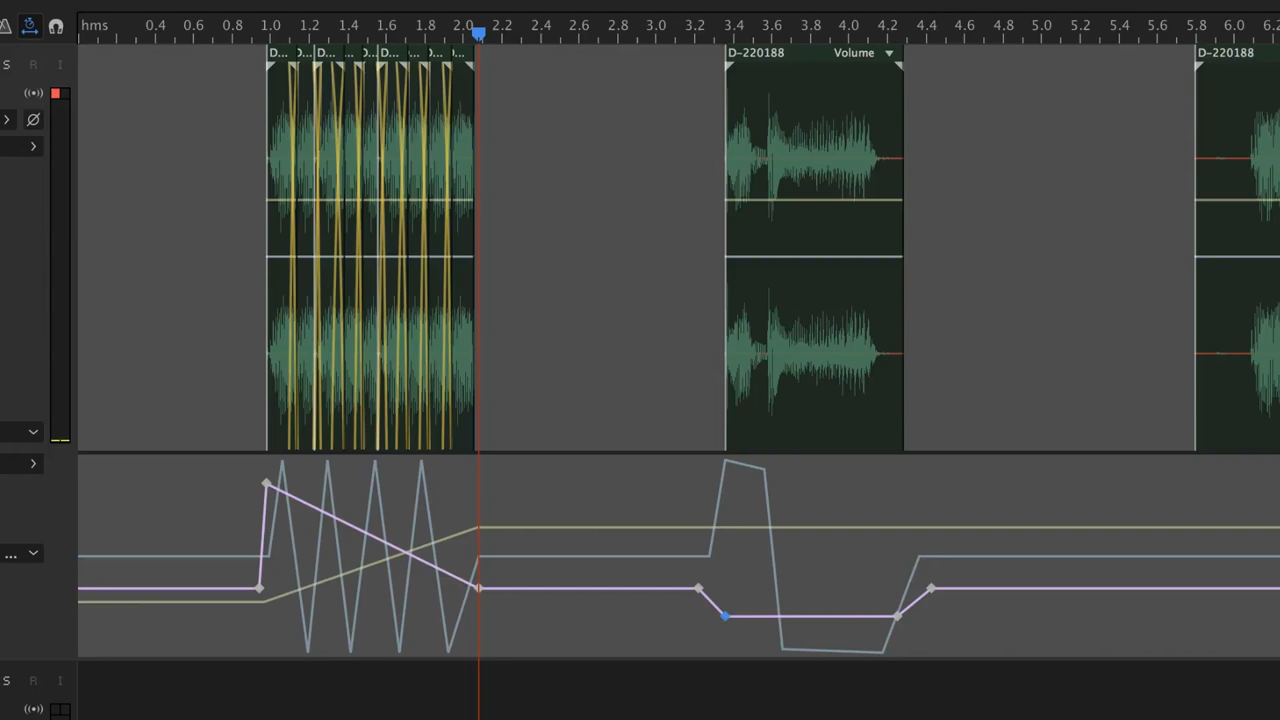 hms 0.4 0.6 0.8 1.0 1.2 1.4 1.6 1.8 2.0 2.2 2.4 2.6 2.8 3.0 3.2 3.4 3.6 3.8 4.0 4.2 4.4 4.6 4.8 5.0 5.2 5.4 5.6 5.8 6.0 6.2
D... D... D... ... D... D... ... D... ...
D-220188 Volume
D-220188
S R I
...
S R I